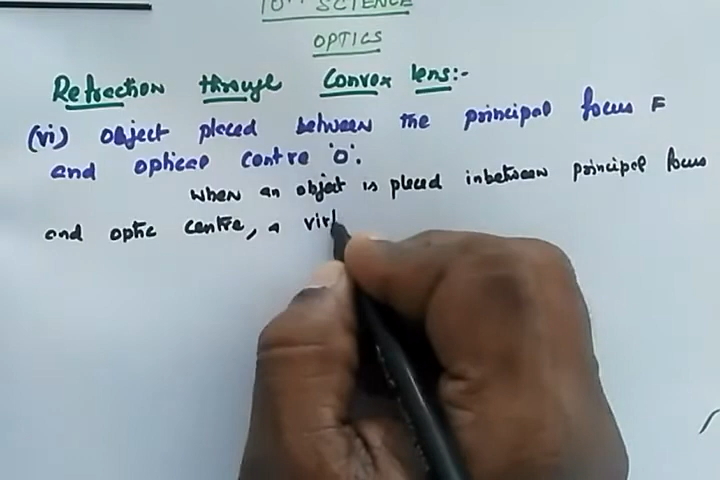 10th SCIENCE
OPTICS
Refraction through Convex lens:-
(vi) object placed between the principal focus F
and optical centre 'O'.
When an object is placed inbetween principal focus
and optic centre, a virt